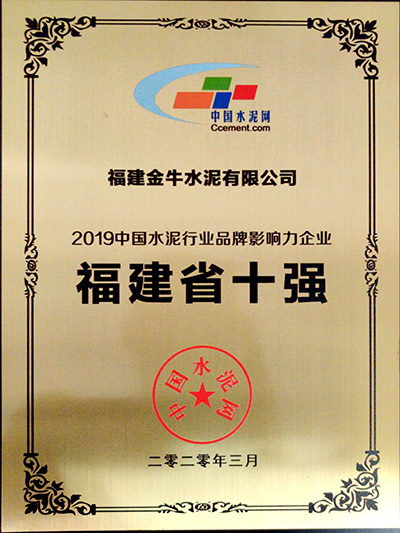 中国水泥网
Ccement.com
福建金牛水泥有限公司
2019中国水泥行业品牌影响力企业
福建省十强
中国水泥网
二零二零年三月